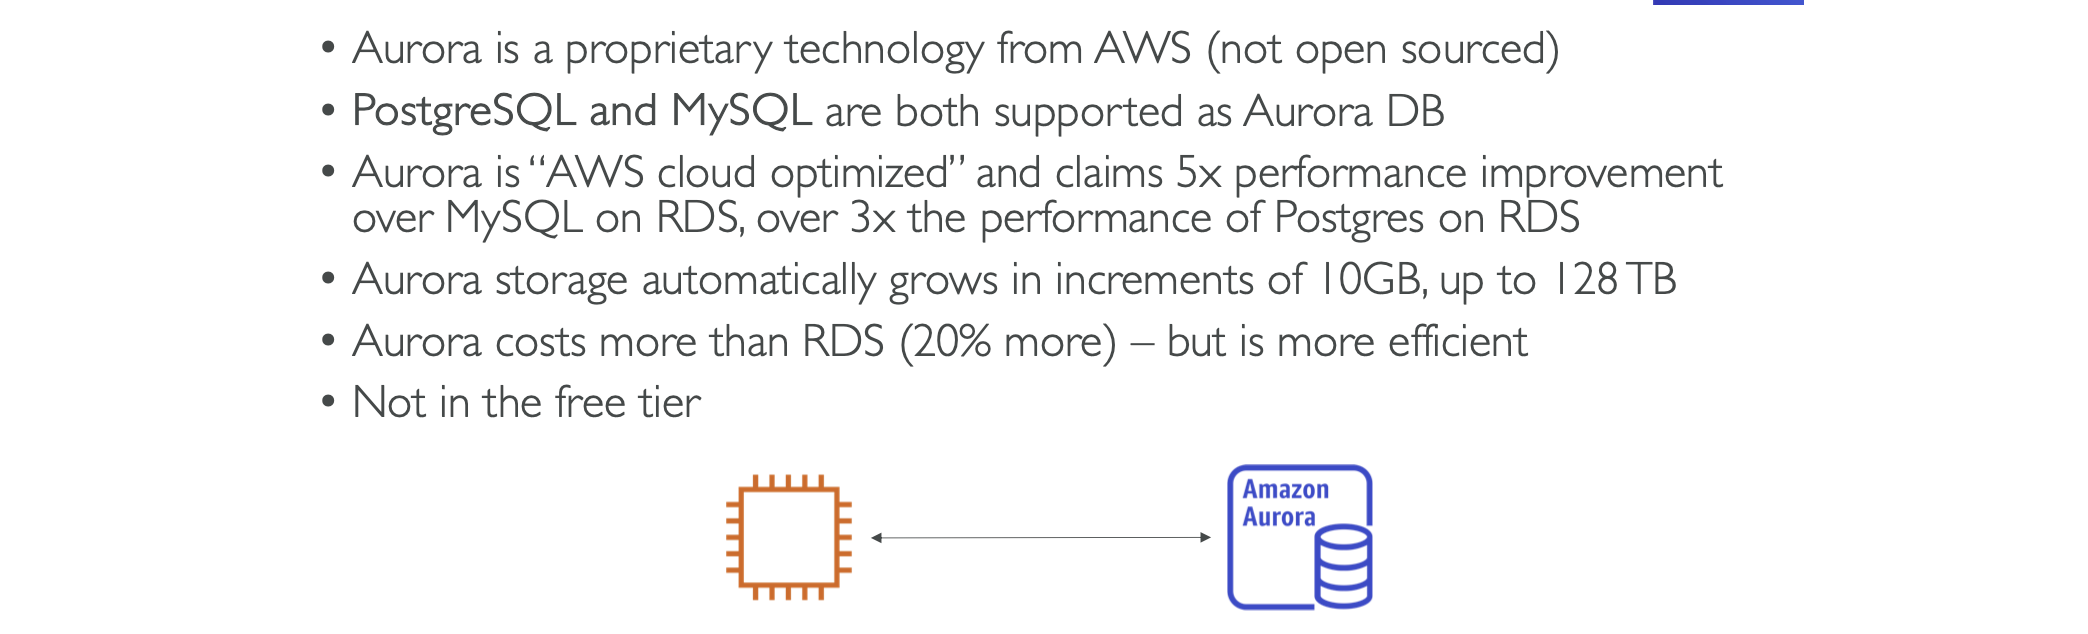 • Aurora is a proprietary technology from AWS (not open sourced)
• PostgreSQL and MySQL are both supported as Aurora DB
• Aurora is “AWS cloud optimized” and claims 5x performance improvement
over MySQL on RDS, over 3x the performance of Postgres on RDS
• Aurora storage automatically grows in increments of 10GB, up to 128 TB
• Aurora costs more than RDS (20% more) – but is more efficient
• Not in the free tier
Amazon
Aurora